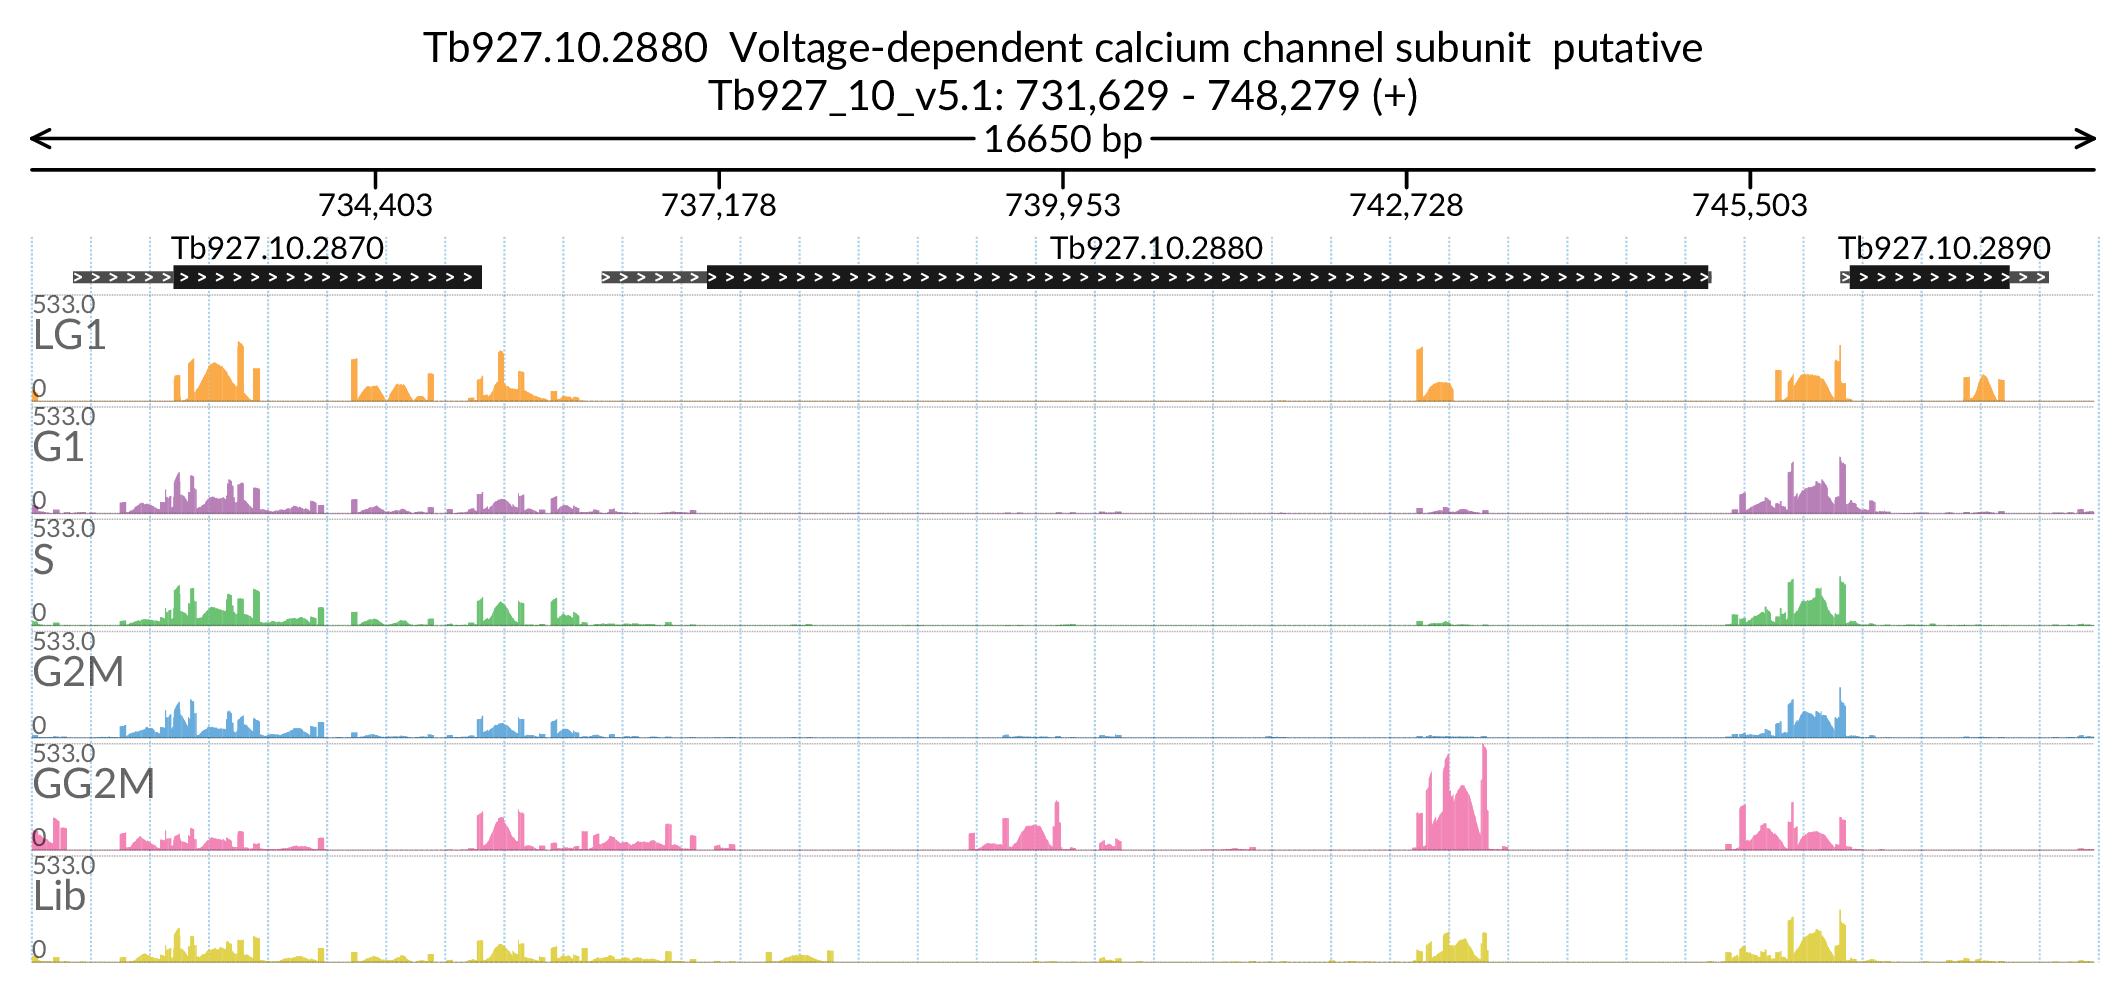 Tb927.10.2880  Voltage-dependent calcium channel subunit  putative
Tb927_10_v5.1: 731,629 - 748,279 (+)
16650 bp
734,403 737,178 739,953 742,728 745,503
Tb927.10.2870 Tb927.10.2880 Tb927.10.2890
533.0
LG1
0
533.0
G1
0
533.0
S
0
533.0
G2M
0
533.0
GG2M
0
533.0
Lib
0